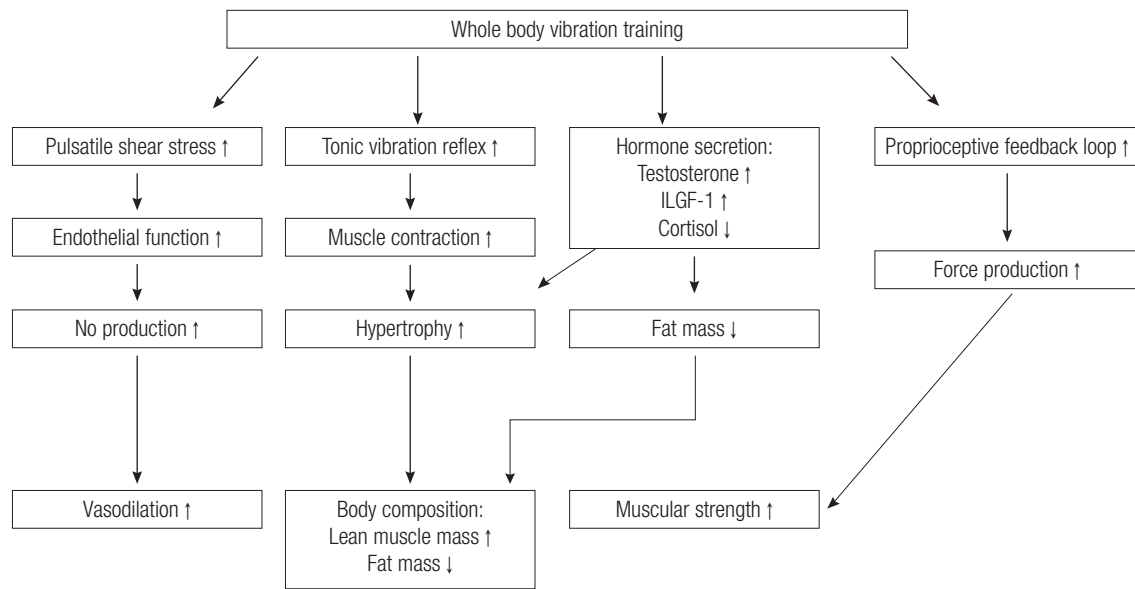 Whole body vibration training
Pulsatile shear stress ↑
Tonic vibration reflex ↑
Hormone secretion:
Testosterone ↑
ILGF-1 ↑
Cortisol ↓
Proprioceptive feedback loop ↑
Endothelial function ↑
Muscle contraction ↑
Force production ↑
No production ↑
Hypertrophy ↑
Fat mass ↓
Vasodilation ↑
Body composition:
Lean muscle mass ↑
Fat mass ↓
Muscular strength ↑